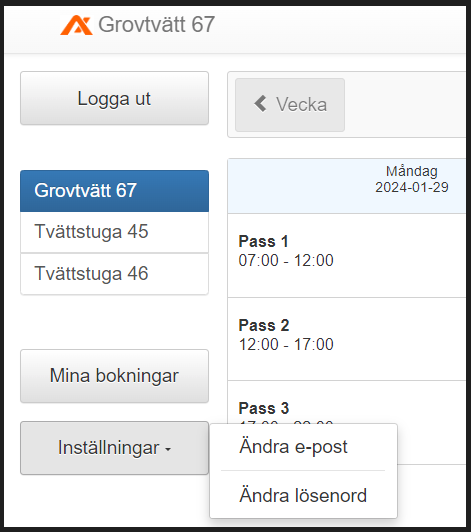 Grovtvätt 67
Logga ut
Vecka
Grovtvätt 67
Tvättstuga 45
Tvättstuga 46
Måndag
2024-01-29
Pass 1
07:00 - 12:00
Pass 2
12:00 - 17:00
Pass 3
Mina bokningar
Inställningar
Ändra e-post
Ändra lösenord